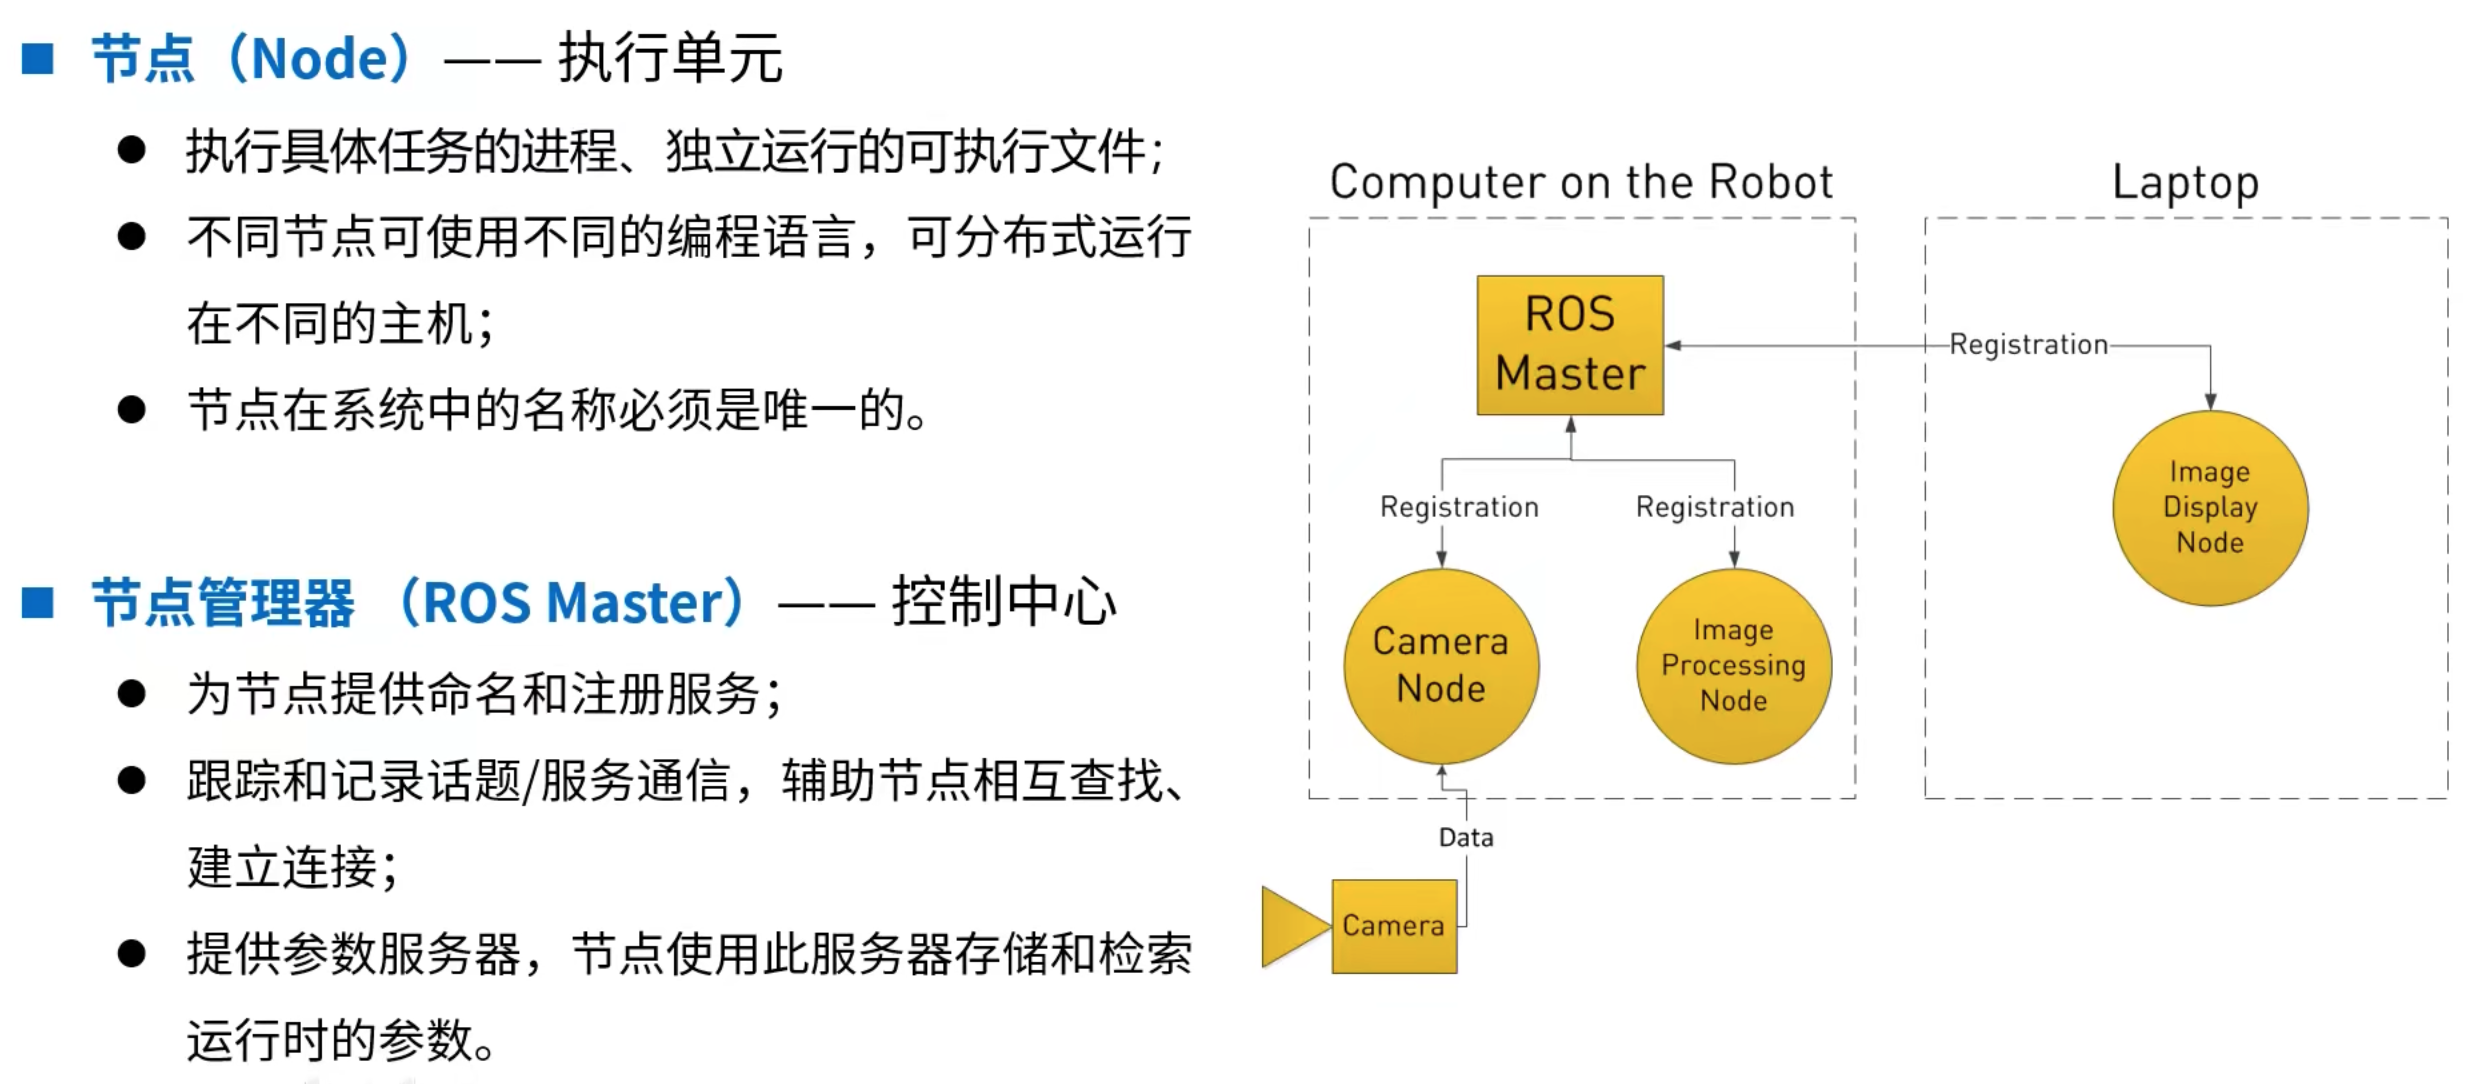 节点（Node）—— 执行单元
执行具体任务的进程、独立运行的可执行文件；
不同节点可使用不同的编程语言，可分布式运行
在不同的主机；
节点在系统中的名称必须是唯一的。
节点管理器 （ROS Master）—— 控制中心
为节点提供命名和注册服务；
跟踪和记录话题/服务通信，辅助节点相互查找、
建立连接；
提供参数服务器，节点使用此服务器存储和检索
运行时的参数。
Computer on the Robot
Laptop
ROS
Master
Registration
Registration
Registration
Image
Display
Node
Camera
Node
Image
Processing
Node
Data
Camera